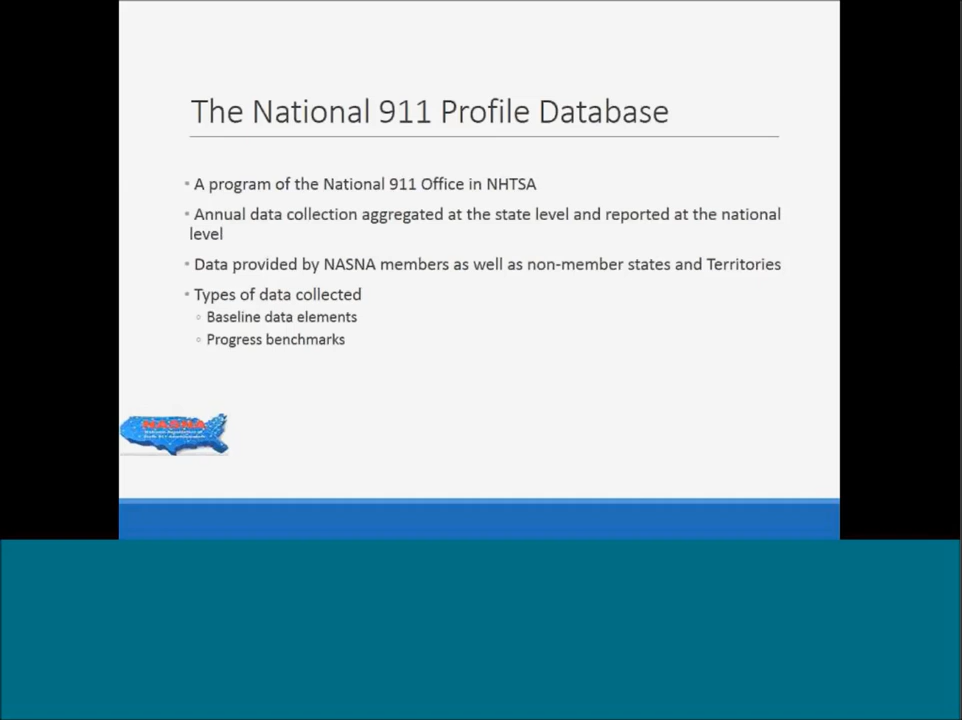 The National 911 Profile Database
• A program of the National 911 Office in NHTSA
• Annual data collection aggregated at the state level and reported at the national
level
• Data provided by NASNA members as well as non-member states and Territories
• Types of data collected
◦ Baseline data elements
◦ Progress benchmarks
NASNA